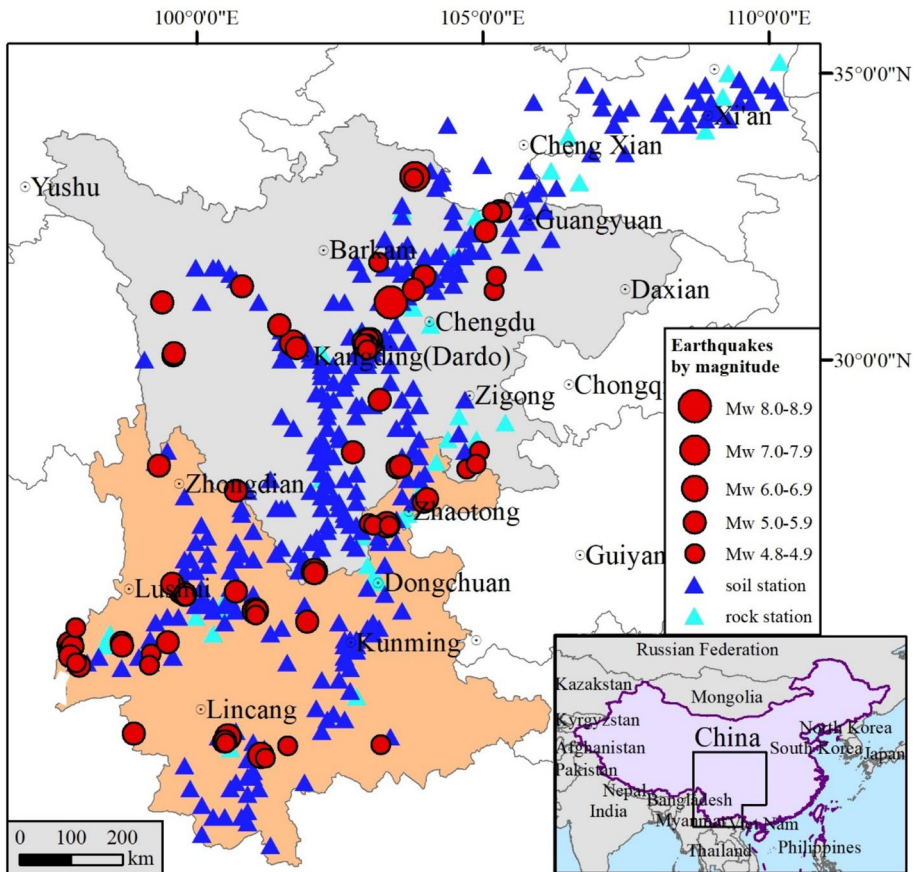 100°0'0"E 105°0'0"E 110°0'0"E
35°0'0"N
Xi'an
Cheng Xian
Yushu
Guangyuan
Barkam
Daxian
Chengdu
Kangding(Dardo)
30°0'0"N
Chongq
Zigong
Zhongdian
Zhaotong
Guiyan
Lushui
Dongchuan
Kunming
Lincang
Earthquakes
by magnitude
Mw 8.0-8.9
Mw 7.0-7.9
Mw 6.0-6.9
Mw 5.0-5.9
Mw 4.8-4.9
soil station
rock station
0 100 200
km
Russian Federation
Kazakstan
Mongolia
Kyrgyzstan
North Korea
China
South Korea
Japan
Afghanistan
Pakistan
Nepal
Bangladesh
India
Myanmar
Viet Nam
Thailand
Philippines